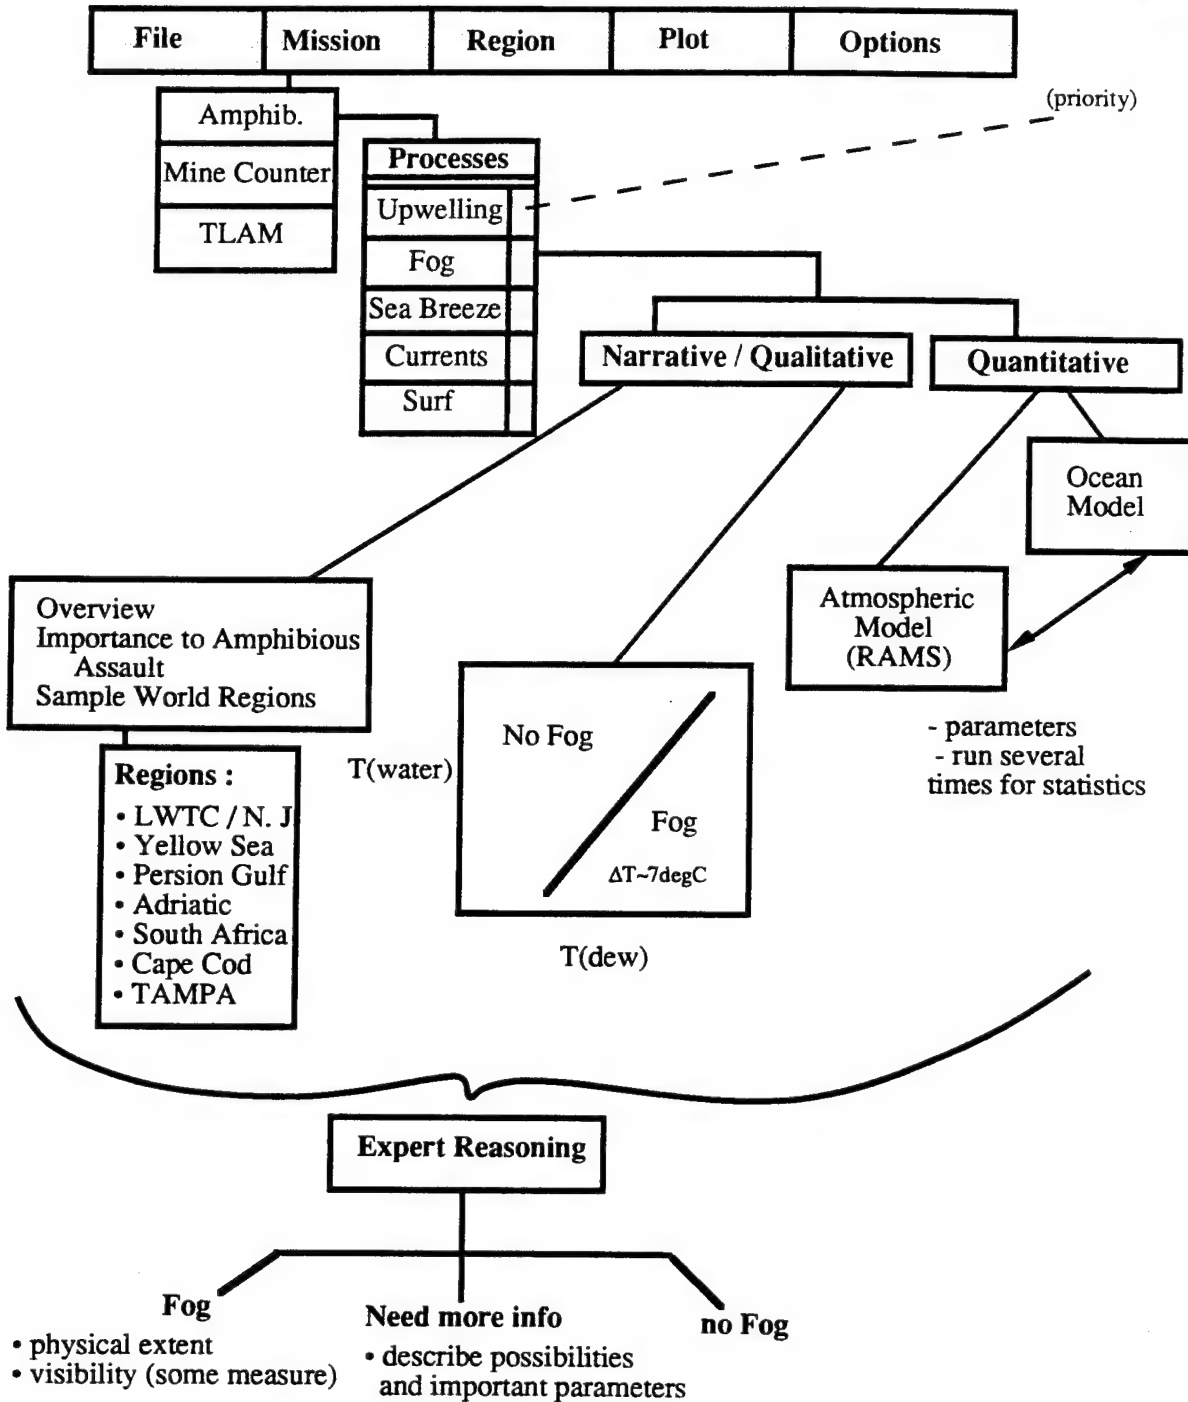 File Mission Region Plot Options
(priority)
Amphib.
Mine Counter
TLAM
Processes
Upwelling
Fog
Sea Breeze
Currents
Surf
Narrative / Qualitative
Quantitative
Ocean
Model
Atmospheric
Model
(RAMS)
- parameters
- run several
times for statistics
Overview
Importance to Amphibious
Assault
Sample World Regions
Regions :
• LWTC / N. J
• Yellow Sea
• Persion Gulf
• Adriatic
• South Africa
• Cape Cod
• TAMPA
No Fog
T(water)
Fog
ΔT~7degC
T(dew)
Expert Reasoning
Fog
• physical extent
• visibility (some measure)
Need more info
• describe possibilities
and important parameters
no Fog